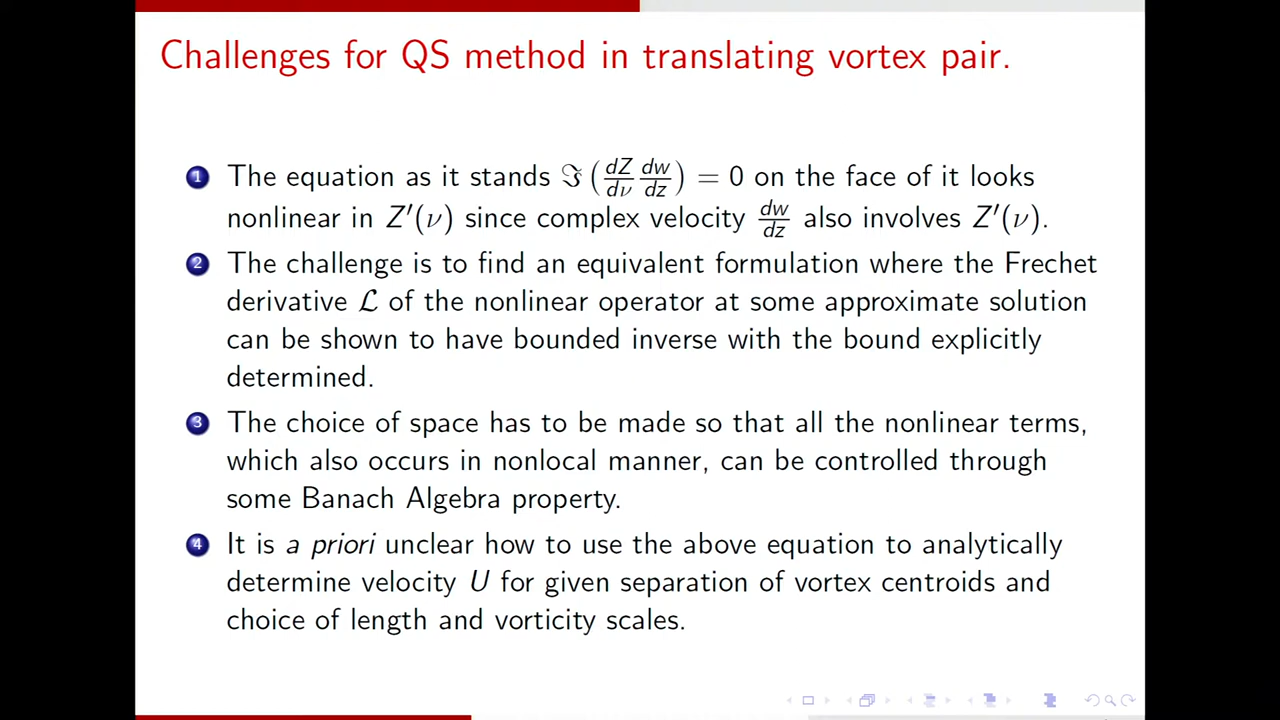 Challenges for QS method in translating vortex pair.
1 The equation as it stands ℑ (dZ/dν dw/dz) = 0 on the face of it looks
nonlinear in Z′(ν) since complex velocity dw/dz also involves Z′(ν).
2 The challenge is to find an equivalent formulation where the Frechet
derivative ℒ of the nonlinear operator at some approximate solution
can be shown to have bounded inverse with the bound explicitly
determined.
3 The choice of space has to be made so that all the nonlinear terms,
which also occurs in nonlocal manner, can be controlled through
some Banach Algebra property.
4 It is a priori unclear how to use the above equation to analytically
determine velocity U for given separation of vortex centroids and
choice of length and vorticity scales.